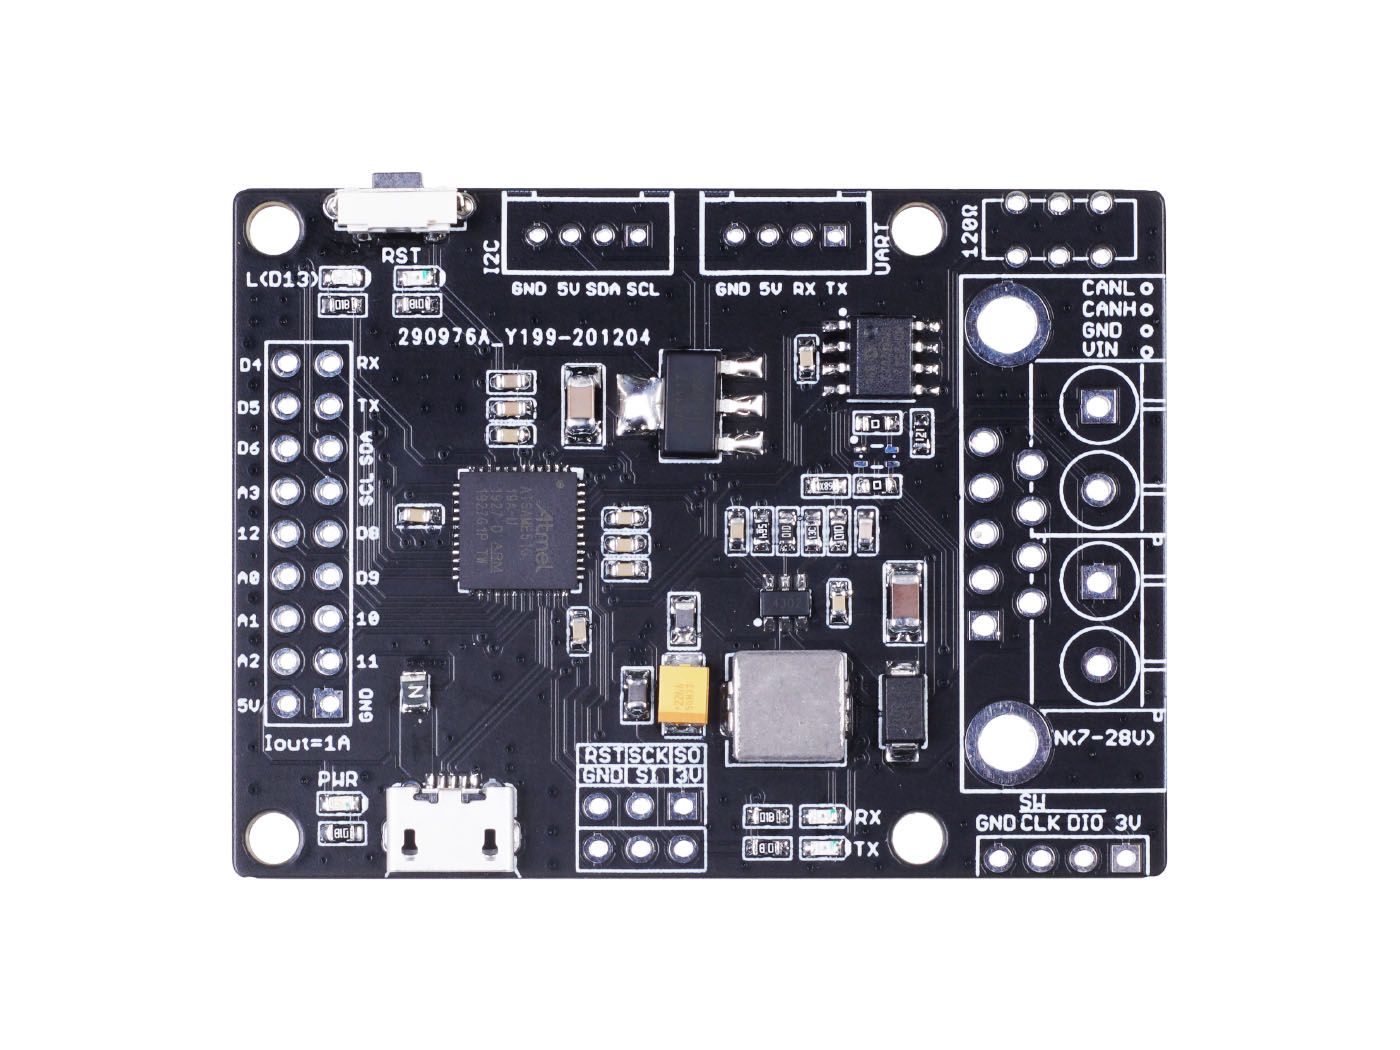 120Ω
I2C
UART
RST
L(D13)
GND 5V SDA SCL
GND 5V RX TX
CANL
CANH
GND
VIN
290976A_Y199-201204
D4 RX
D5 TX
D6 SDA
A3 SCL
12 D8
A0 D9
A1 10
A2 11
5V GND
Iout=1A
Atmel
N
4302
PWR
RST SCK SO
GND SI 3V
N(7-28V)
SW
GND CLK DIO 3V
RX
TX